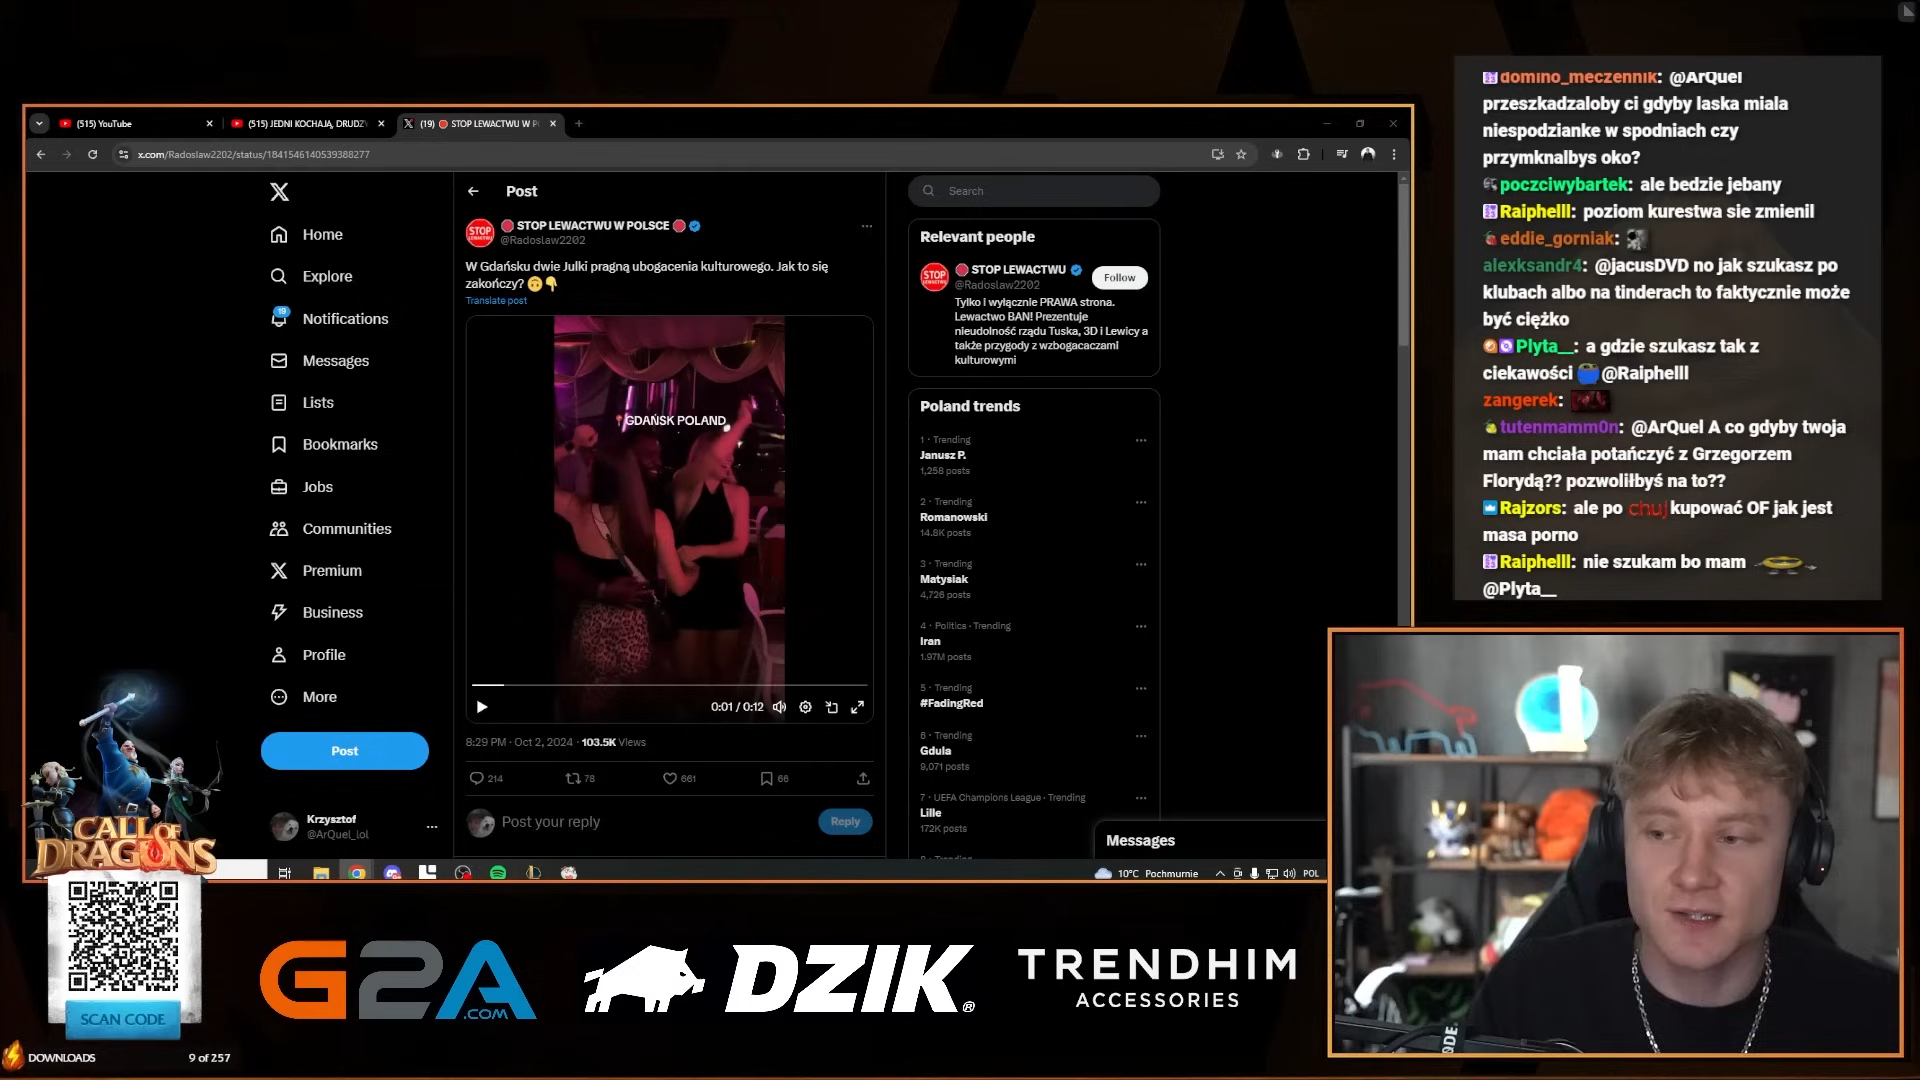 (515) YouTube
(515) JEDNI KOCHAJĄ, DRUDZY
(19) STOP LEWACTWU W P
x.com/Radoslaw2202/status/1841546140539388277
Home
Explore
19
Notifications
Messages
Lists
Bookmarks
Jobs
Communities
Premium
Business
Profile
More
Post
Krzysztof
@ArQuel_lol
Post
STOP LEWACTWU W POLSCE
@Radoslaw2202
W Gdańsku dwie Julki pragną ubogacenia kulturowego. Jak to się
zakończy? 🙃👇
Translate post
GDAŃSK POLAND
0:01 / 0:12
8:29 PM · Oct 2, 2024 · 103.5K Views
214
78
661
66
Post your reply
Reply
Search
Relevant people
STOP LEWACTWU
@Radoslaw2202
Follow
Tylko i wyłącznie PRAWA strona.
Lewactwo BAN! Prezentuje
nieudolność rządu Tuska, 3D i Lewicy a
także przygody z wzbogacaczami
kulturowymi
Poland trends
1 · Trending
Janusz P.
1,258 posts
2 · Trending
Romanowski
14.8K posts
3 · Trending
Matysiak
4,726 posts
4 · Politics · Trending
Iran
1.97M posts
5 · Trending
#FadingRed
6 · Trending
Gdula
9,071 posts
7 · UEFA Champions League · Trending
Lille
172K posts
Messages
10°C Pochmurnie
POL
domino_meczennik: @ArQuel
przeszkadzaloby ci gdyby laska miala
niespodzianke w spodniach czy
przymknalbys oko?
poczciwybartek: ale bedzie jebany
Raiphelll: poziom kurestwa sie zmienil
eddie_gorniak:
alexksandr4: @jacusDVD no jak szukasz po
klubach albo na tinderach to faktycznie może
być ciężko
Plyta__: a gdzie szukasz tak z
ciekawości @Raiphelll
zangerek:
tutenmamm0n: @ArQuel A co gdyby twoja
mam chciała potańczyć z Grzegorzem
Florydą?? pozwoliłbyś na to??
Rajzors: ale po chuj kupować OF jak jest
masa porno
Raiphelll: nie szukam bo mam
@Plyta__
CALL OF
DRAGONS
SCAN CODE
DOWNLOADS 9 of 257
G2A
.COM
DZIK®
TRENDHIM
ACCESSORIES